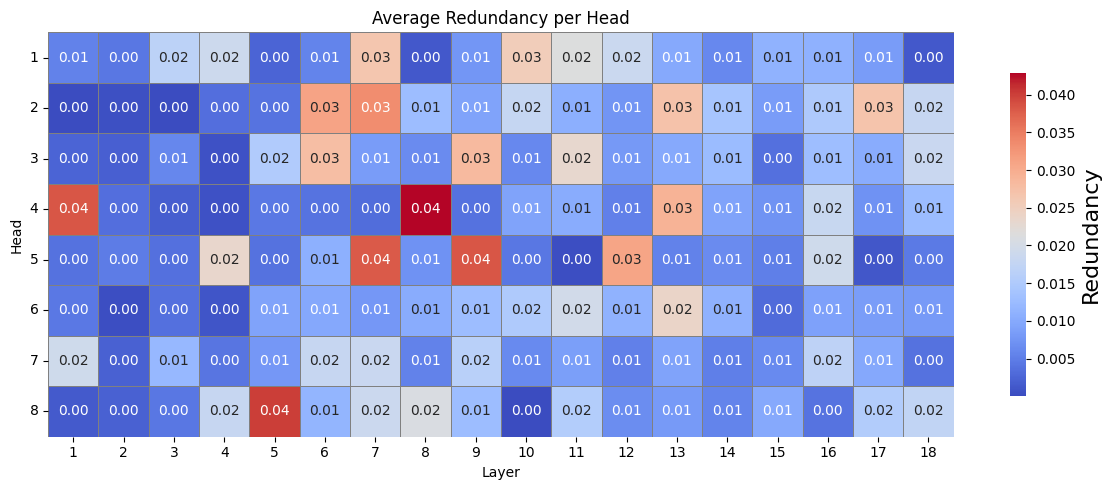 Average Redundancy per Head
1 0.01 0.00 0.02 0.02 0.00 0.01 0.03 0.00 0.01 0.03 0.02 0.02 0.01 0.01 0.01 0.01 0.01 0.00
2 0.00 0.00 0.00 0.00 0.00 0.03 0.03 0.01 0.01 0.02 0.01 0.01 0.03 0.01 0.01 0.01 0.03 0.02
3 0.00 0.00 0.01 0.00 0.02 0.03 0.01 0.01 0.03 0.01 0.02 0.01 0.01 0.01 0.00 0.01 0.01 0.02
4 0.04 0.00 0.00 0.00 0.00 0.00 0.00 0.04 0.00 0.01 0.01 0.01 0.03 0.01 0.01 0.02 0.01 0.01
5 0.00 0.00 0.00 0.02 0.00 0.01 0.04 0.01 0.04 0.00 0.00 0.03 0.01 0.01 0.01 0.02 0.00 0.00
6 0.00 0.00 0.00 0.00 0.01 0.01 0.01 0.01 0.01 0.02 0.02 0.01 0.02 0.01 0.00 0.01 0.01 0.01
7 0.02 0.00 0.01 0.00 0.01 0.02 0.02 0.01 0.02 0.01 0.01 0.01 0.01 0.01 0.01 0.02 0.01 0.00
8 0.00 0.00 0.00 0.02 0.04 0.01 0.02 0.02 0.01 0.00 0.02 0.01 0.01 0.01 0.01 0.00 0.02 0.02
Head
1 2 3 4 5 6 7 8 9 10 11 12 13 14 15 16 17 18
Layer
0.040
0.035
0.030
0.025
0.020
0.015
0.010
0.005
Redundancy